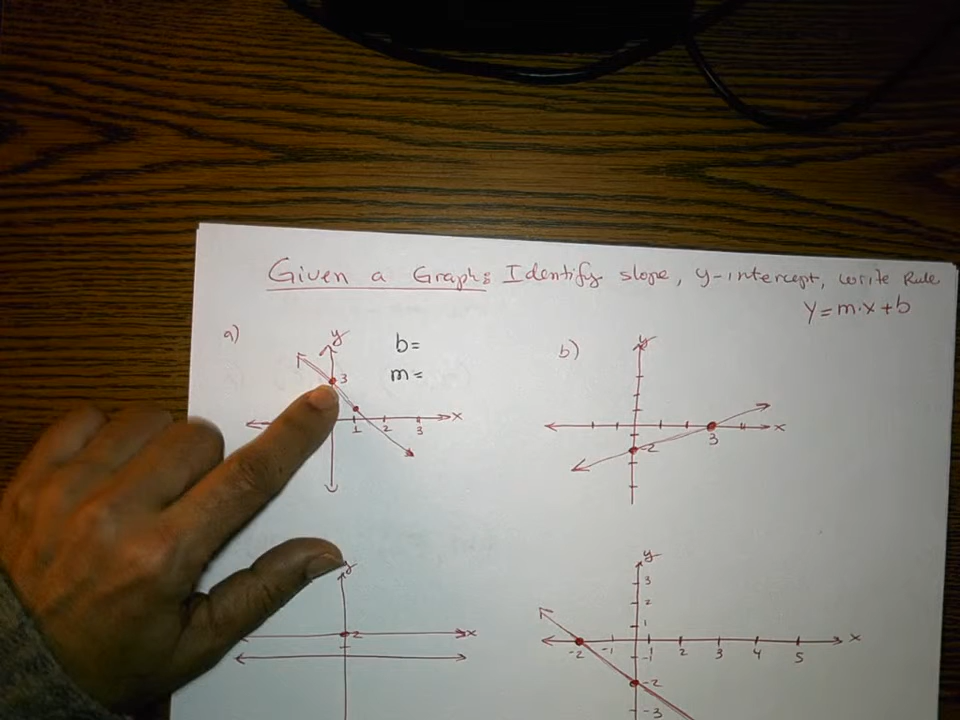 Given a Graph: Identify slope, y-intercept, write Rule
y = m·x + b
a)
y
b=
3
m=
1 2 3 x
b)
y
3 x
-2
y
2 x
y
3
2
1
-2 -1 1 2 3 4 5 x
-1
-2
-3